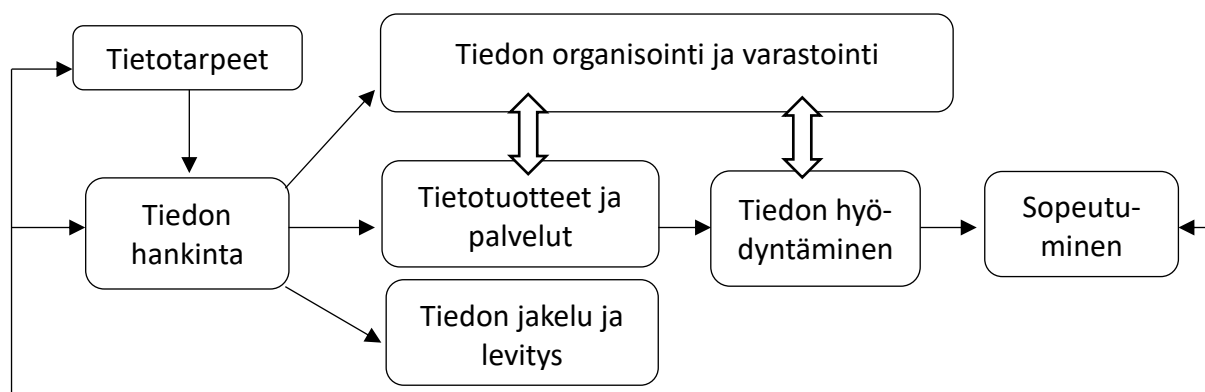 Tietotarpeet
Tiedon organisointi ja varastointi
Tiedon
hankinta
Tietotuotteet ja
palvelut
Tiedon hyö-
dyntäminen
Sopeutu-
minen
Tiedon jakelu ja
levitys